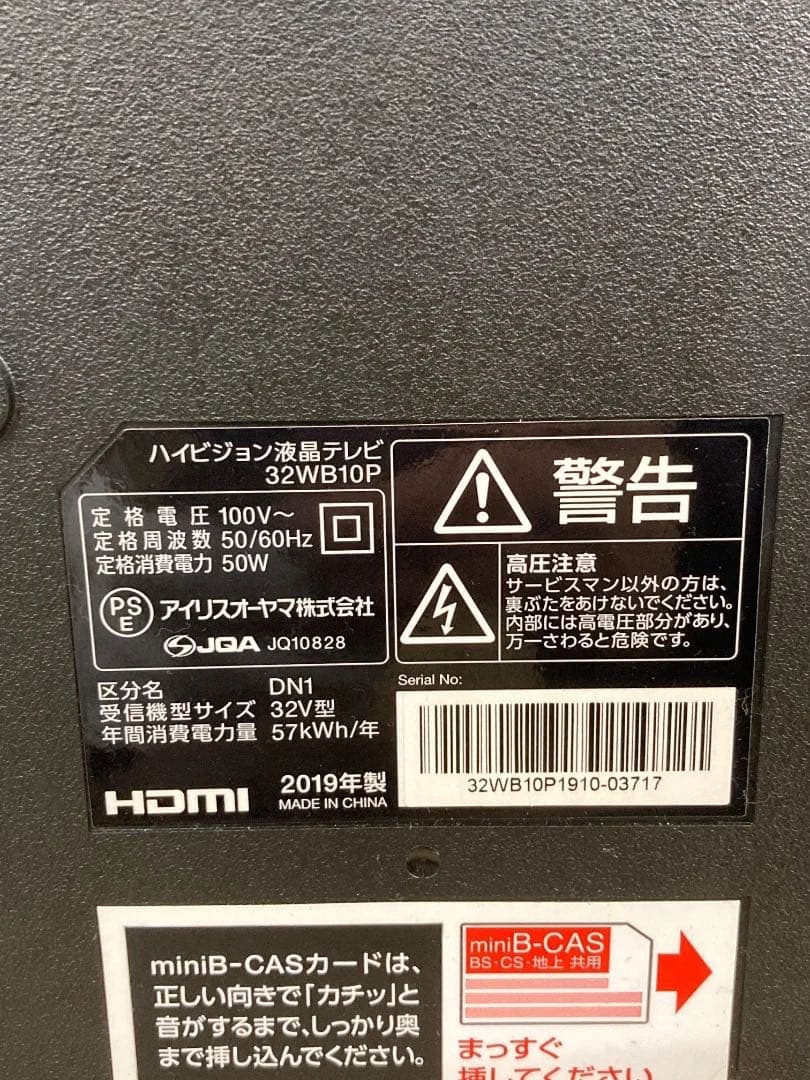 ハイビジョン液晶テレビ
32WB10P
定格電圧 100V～
定格周波数 50/60Hz
定格消費電力 50W
PS
E
アイリスオーヤマ株式会社
JQA JQ10828
区分名 DN1
受信機型サイズ 32V型
年間消費電力量 57kWh/年
HDMI
2019年製
MADE IN CHINA
警告
高圧注意
サービスマン以外の方は、
裏ぶたをあけないでください。
内部には高電圧部分があり、
万一さわると危険です。
Serial No:
32WB10P1910-03717
miniB-CASカードは、
正しい向きで「カチッ」と
音がするまで、しっかり奥
まで挿し込んでください。
miniB-CAS
BS・CS・地上 共用
まっすぐ
挿してください